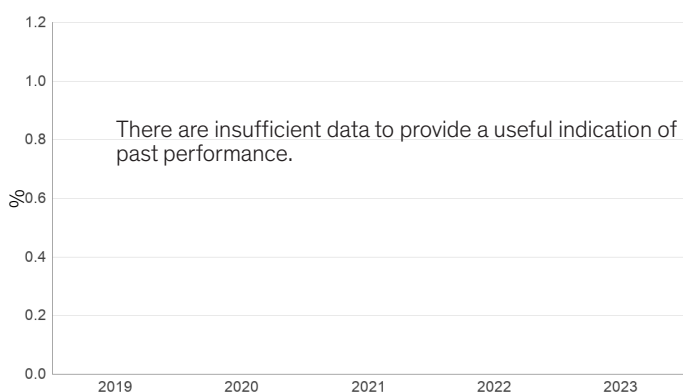 1.2
1.0
There are insufficient data to provide a useful indication of
0.8
past performance.
%
0.6
0.4
0.2
0.0
2019 2020 2021 2022 2023